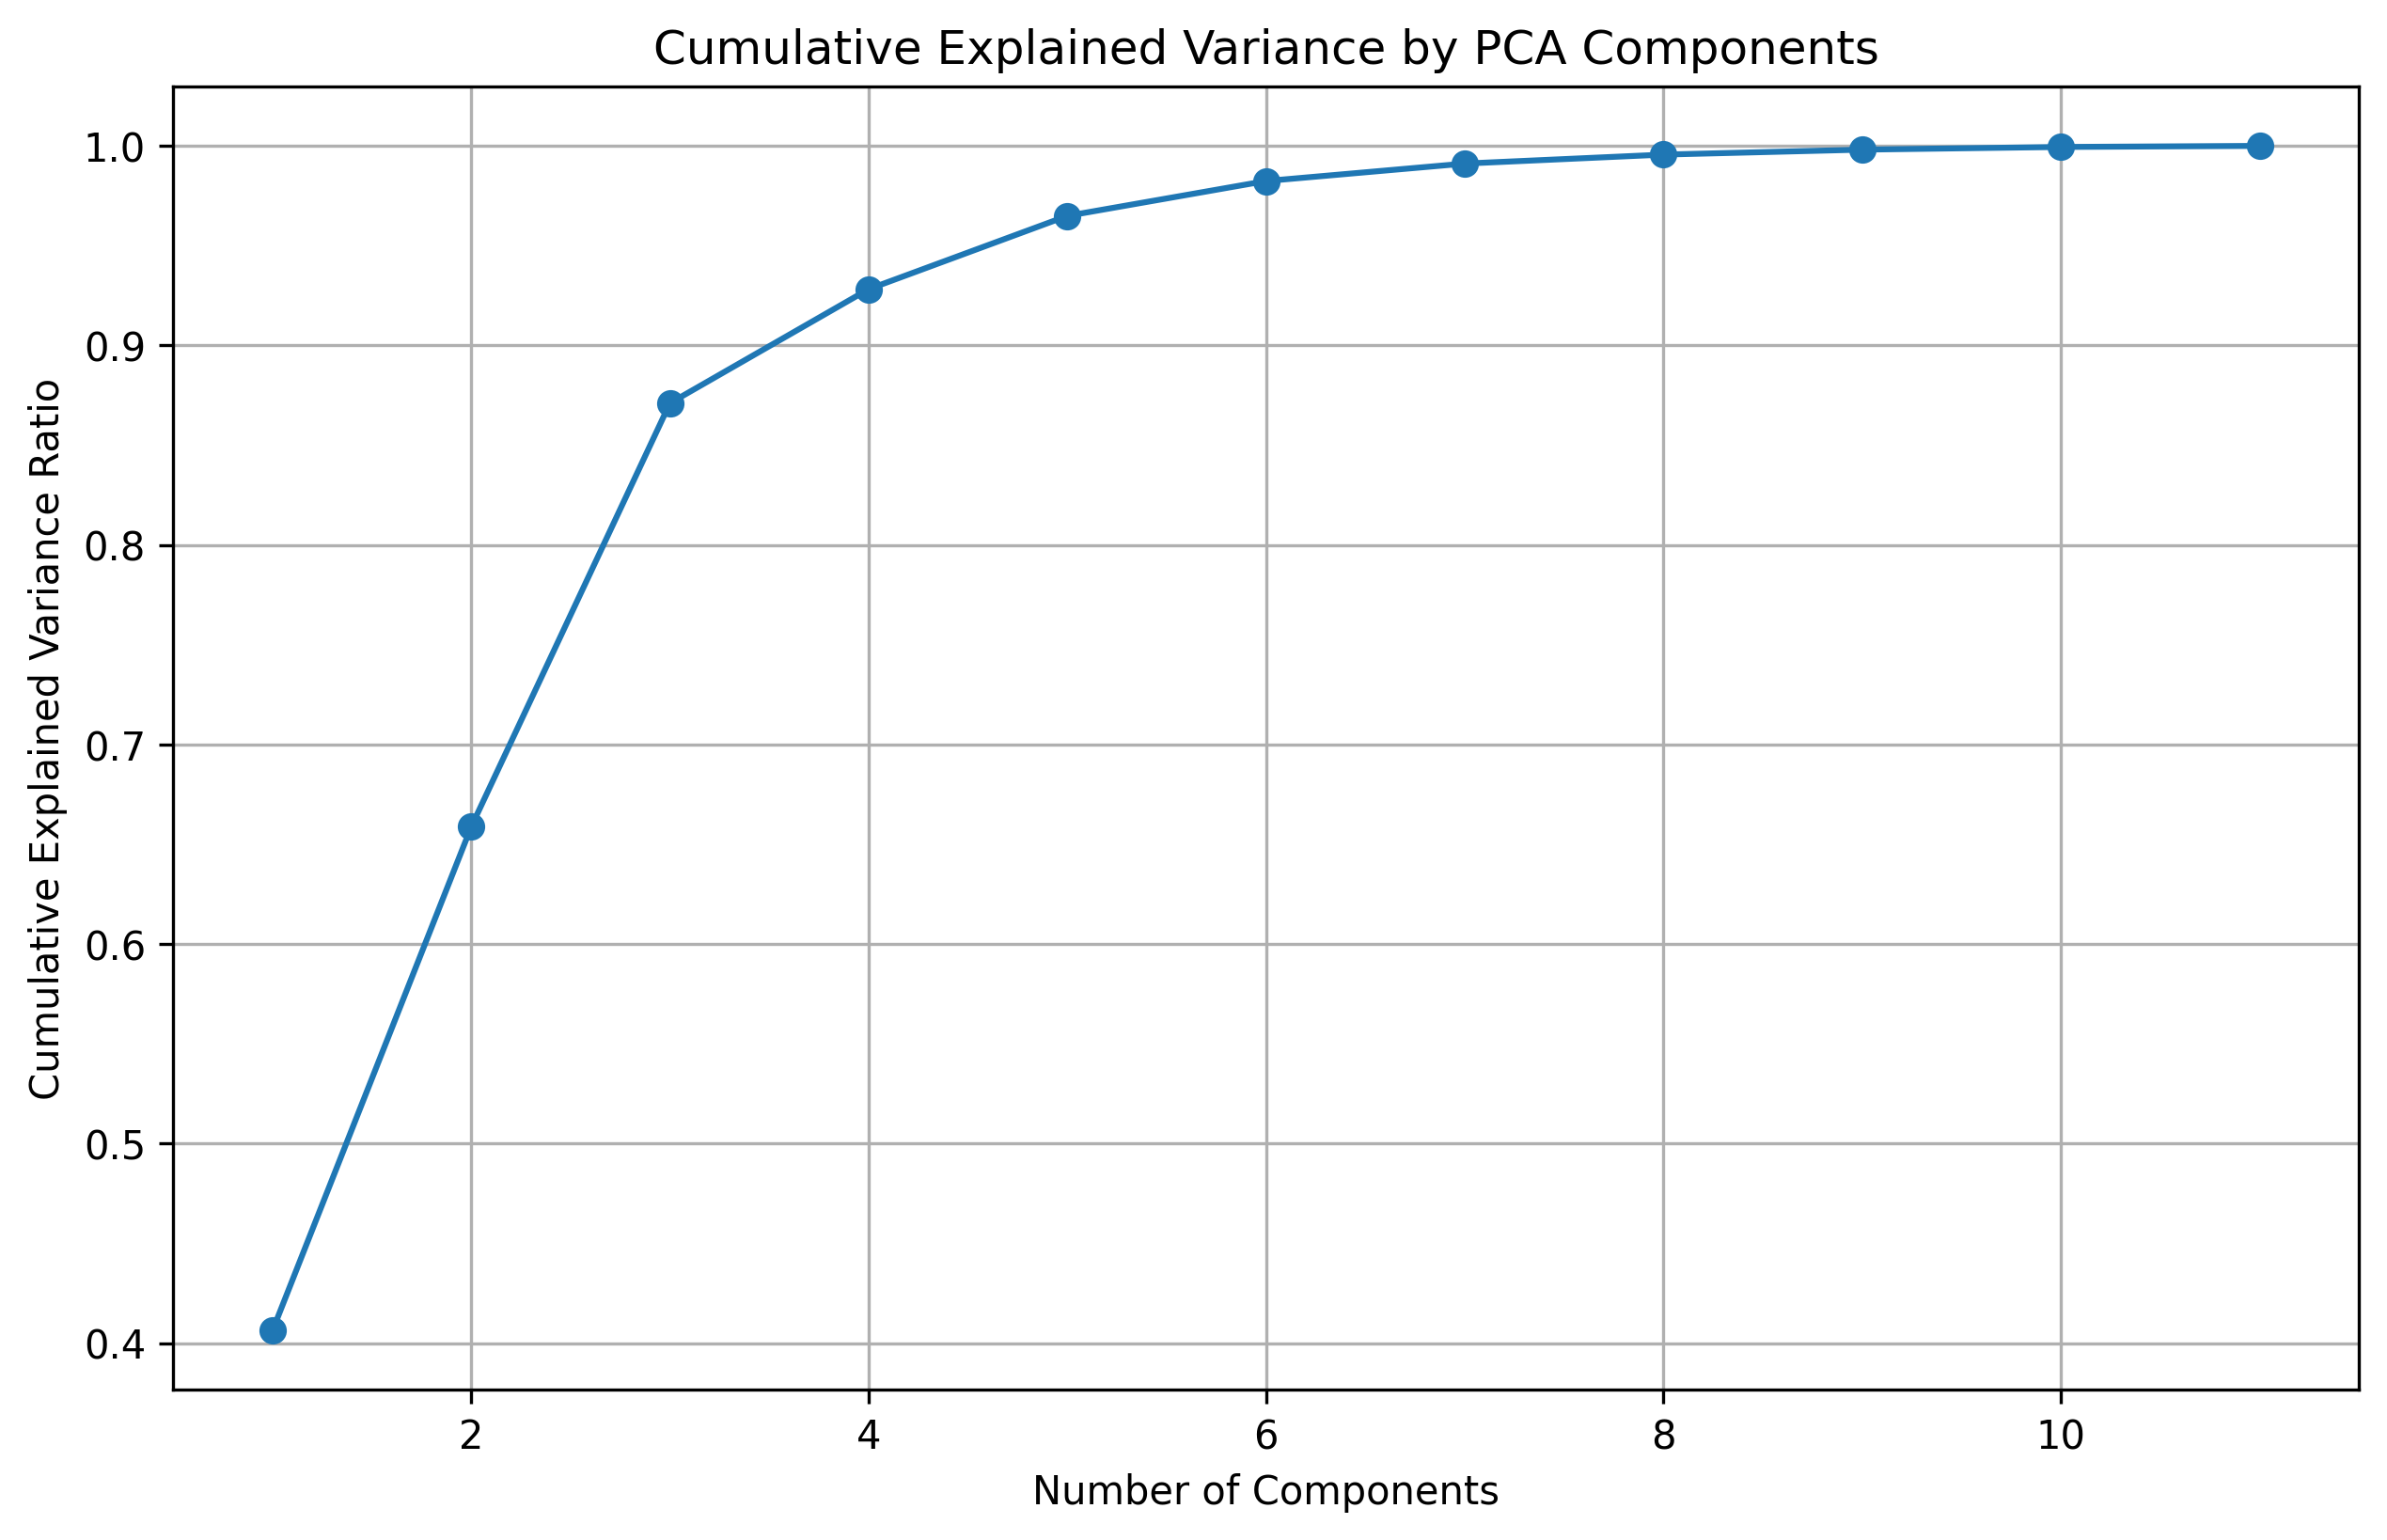 Cumulative Explained Variance by PCA Components
Cumulative Explained Variance Ratio
1.0
0.9
0.8
0.7
0.6
0.5
0.4
2 4 6 8 10
Number of Components